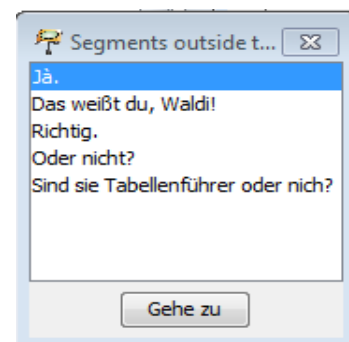 Segments outside t...
Jà.
Das weißt du, Waldi!
Richtig.
Oder nicht?
Sind sie Tabellenführer oder nich?
Gehe zu